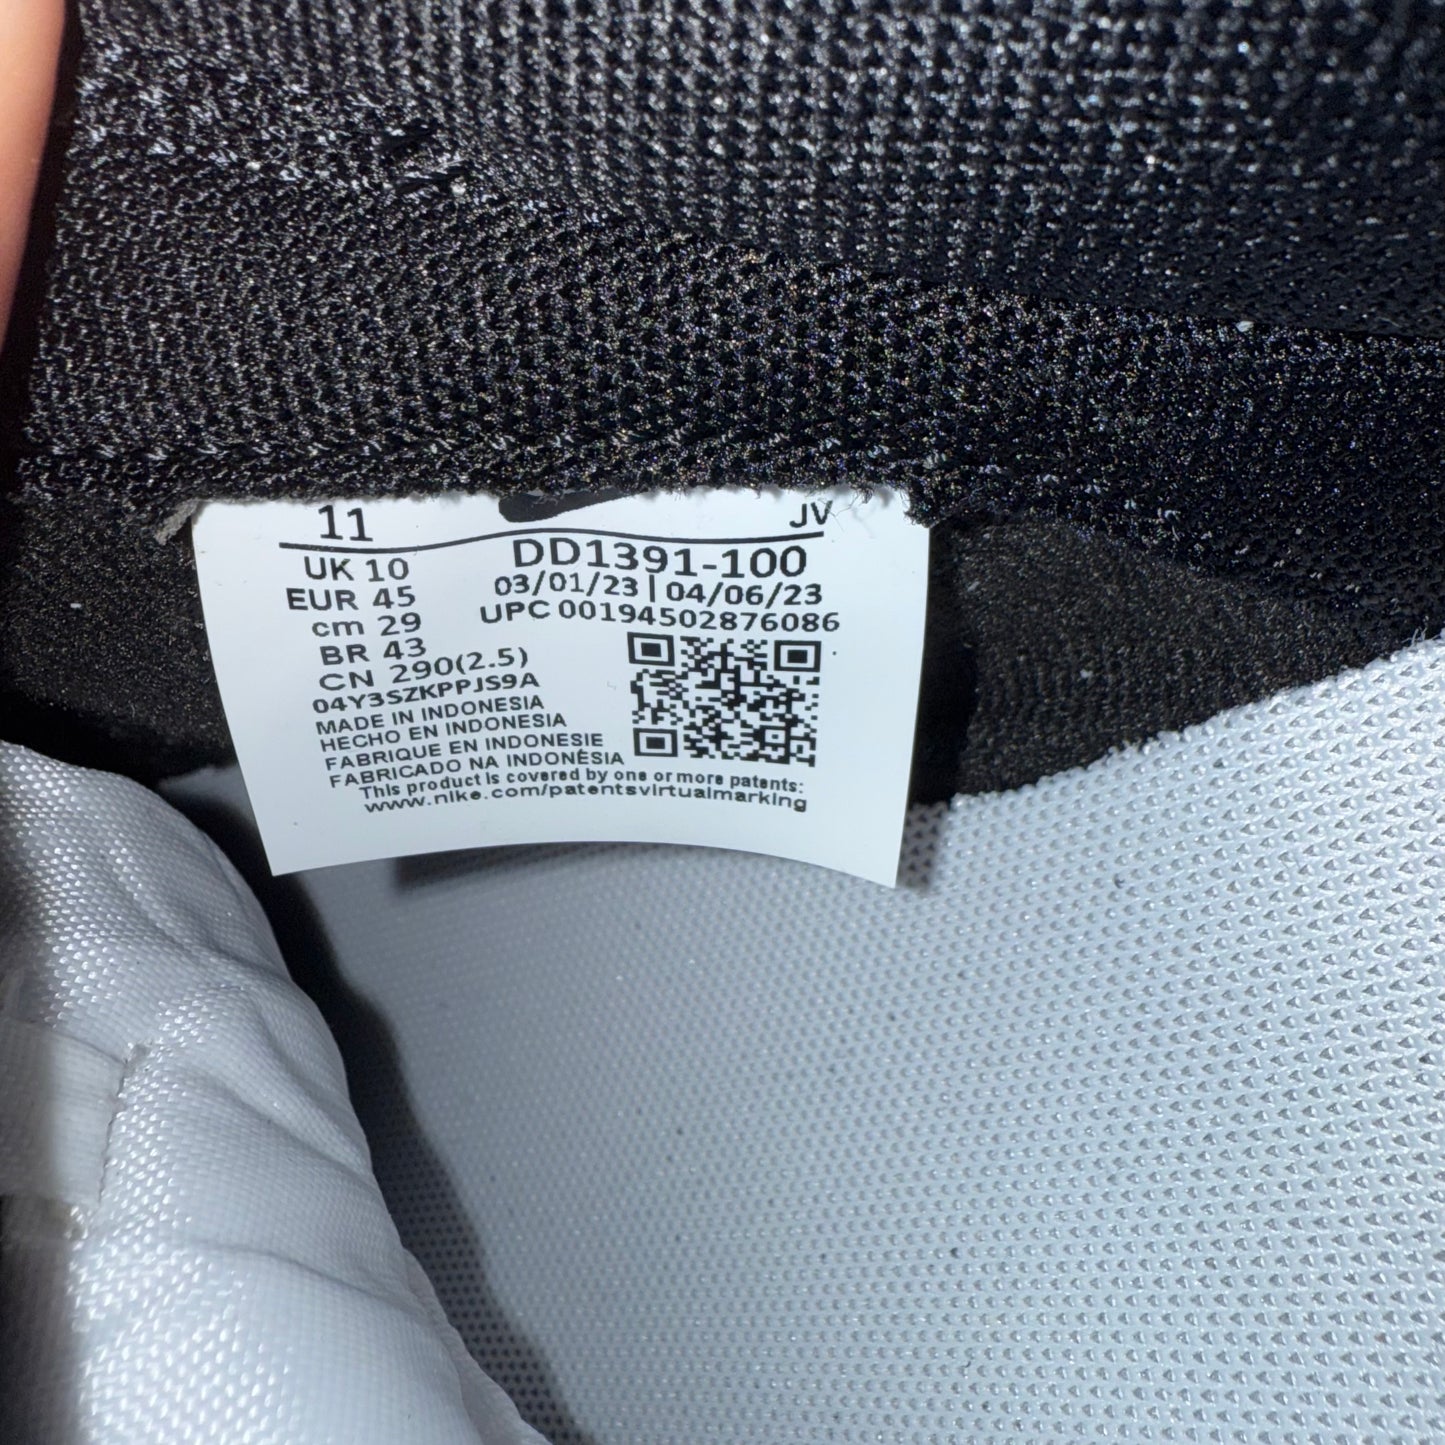 11 JV
UK 10 DD1391-100
EUR 45 03/01/23 | 04/06/23
cm 29 UPC 00194502876086
BR 43
CN 290(2.5)
04Y3SZKPPJS9A
MADE IN INDONESIA
HECHO EN INDONESIA
FABRIQUE EN INDONESIE
FABRICADO NA INDONÉSIA
This product is covered by one or more patents:
www.nike.com/patentsvirtualmarking